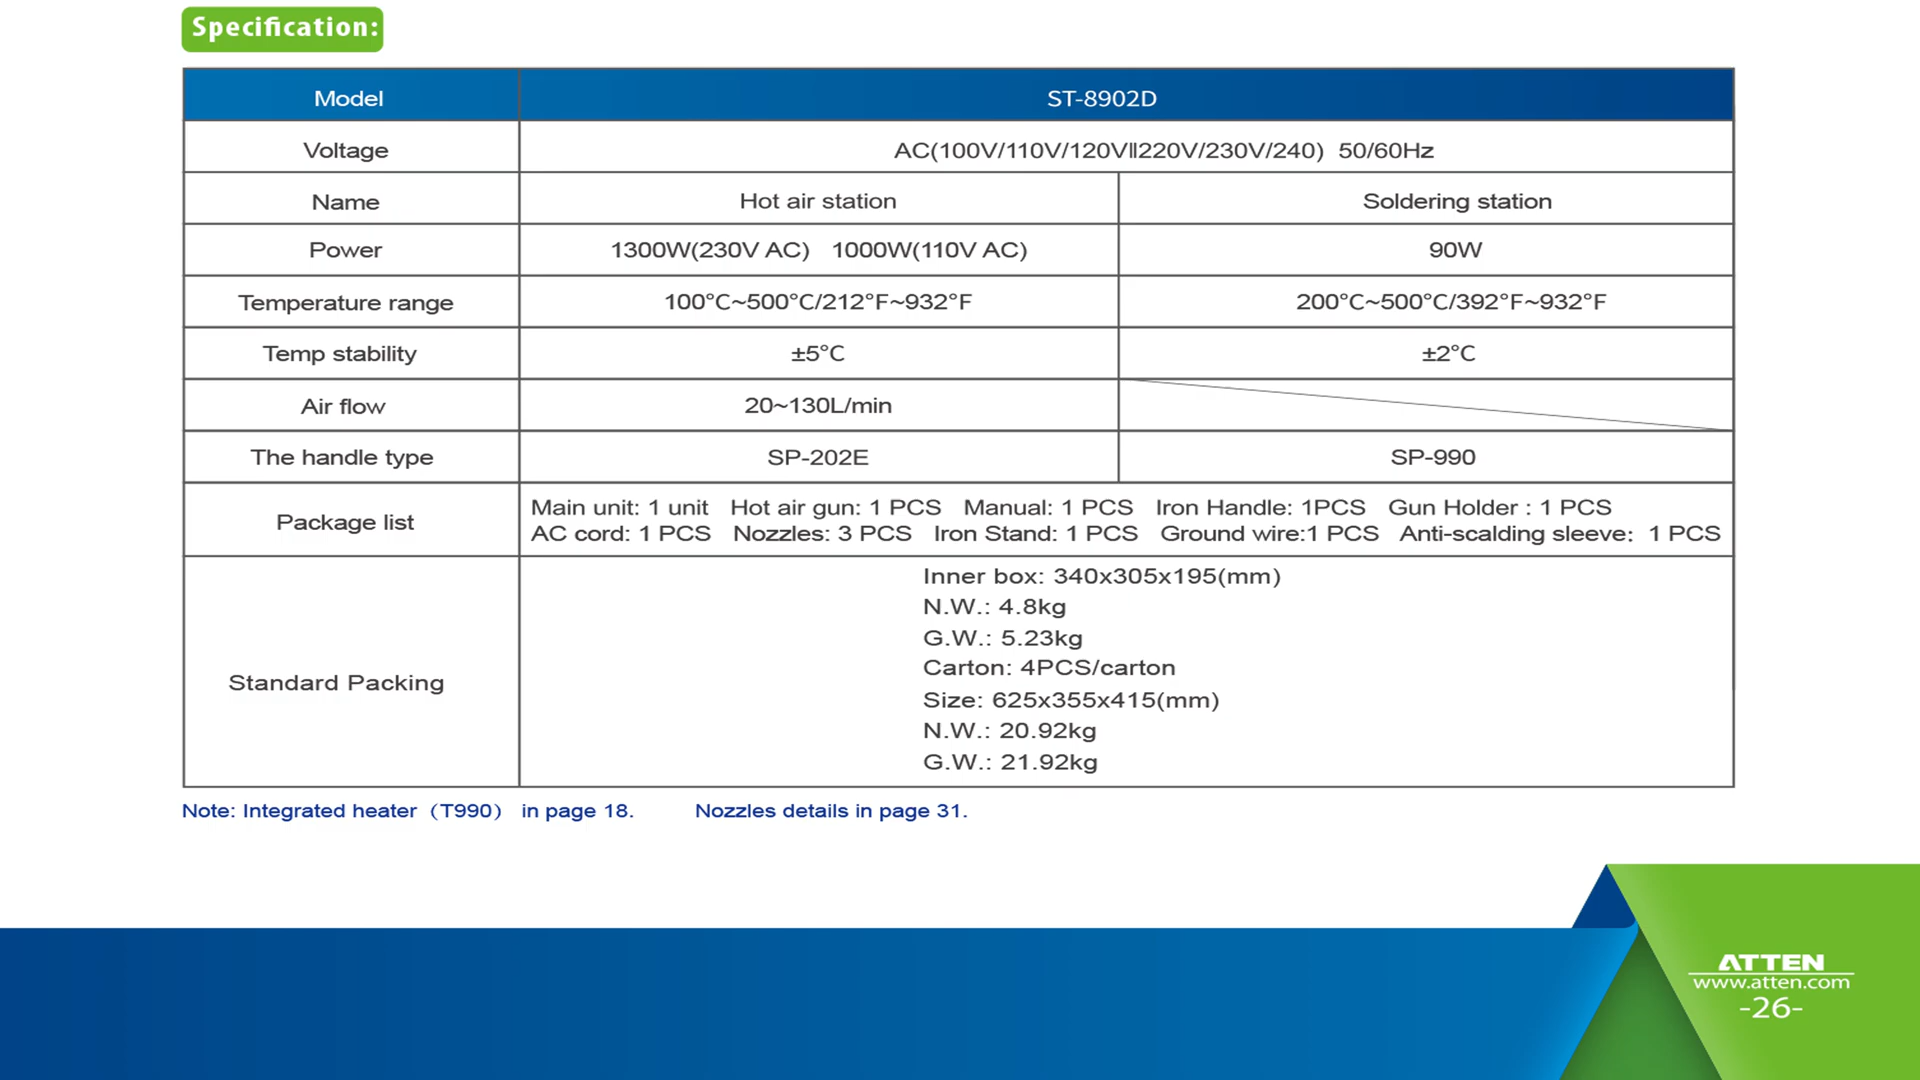 Specification:
Model ST-8902D
Voltage AC(100V/110V/120V‖220V/230V/240) 50/60Hz
Name Hot air station Soldering station
Power 1300W(230V AC) 1000W(110V AC) 90W
Temperature range 100°C~500°C/212°F~932°F 200°C~500°C/392°F~932°F
Temp stability ±5°C ±2°C
Air flow 20~130L/min
The handle type SP-202E SP-990
Package list
Main unit: 1 unit Hot air gun: 1 PCS Manual: 1 PCS Iron Handle: 1PCS Gun Holder : 1 PCS
AC cord: 1 PCS Nozzles: 3 PCS Iron Stand: 1 PCS Ground wire:1 PCS Anti-scalding sleeve: 1 PCS
Standard Packing
Inner box: 340x305x195(mm)
N.W.: 4.8kg
G.W.: 5.23kg
Carton: 4PCS/carton
Size: 625x355x415(mm)
N.W.: 20.92kg
G.W.: 21.92kg
Note: Integrated heater（T990） in page 18. Nozzles details in page 31.
ATTEN
www.atten.com
-26-